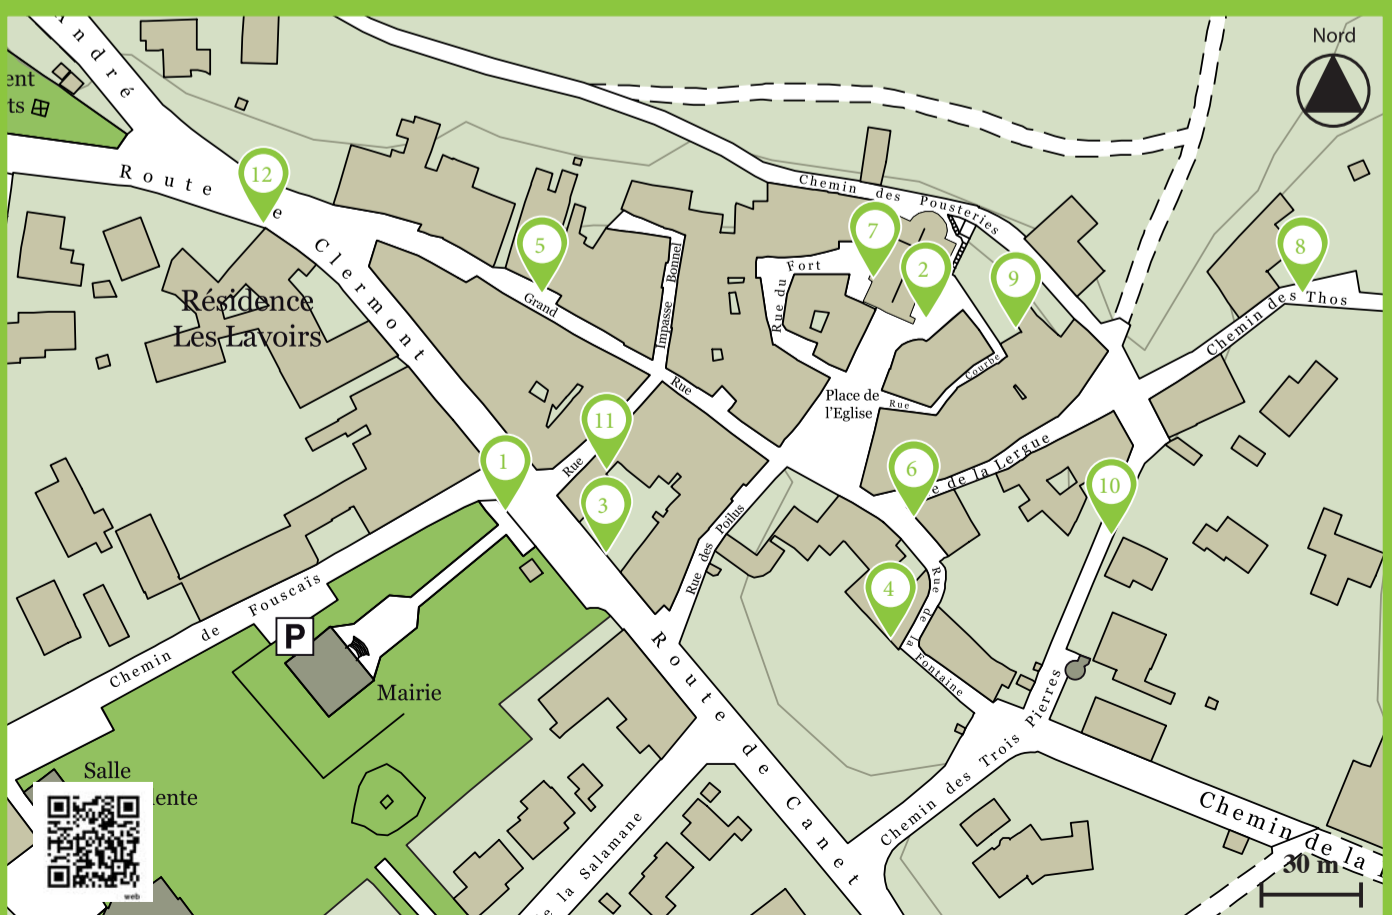 André
Nord
ent
ts
Route
de
Clermont
12
Chemin des Pousteries
5
7
2
9
8
Fort
Rue du
Impasse Bonnel
Grand
Rue
Chemin des Thos
Résidence
Les Lavoirs
Courbe
Rue
Place de
l'Eglise
11
1
Rue
3
6
e de la Lergue
10
Rue des Poilus
4
Rue de la
Fontaine
Chemin de Fouscaïs
P
Mairie
Route de Canet
Chemin des Trois Pierres
Salle
ente
e la Salamane
Chemin de la
30 m
web